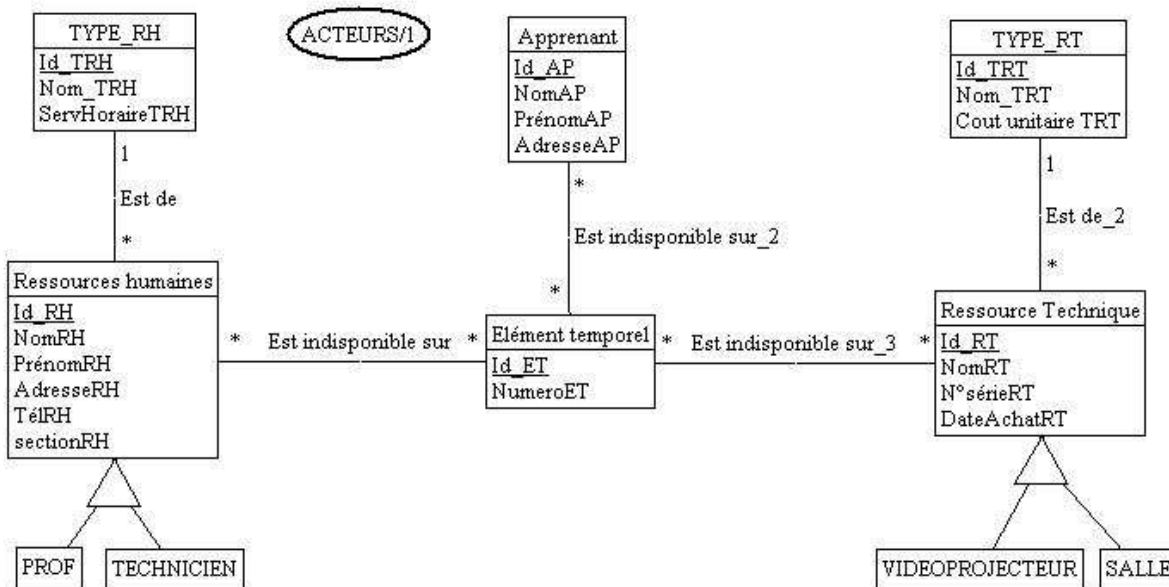 TYPE_RH
Id_TRH
Nom_TRH
ServHoraireTRH
ACTEURS/1
Apprenant
Id_AP
NomAP
PrénomAP
AdresseAP
TYPE_RT
Id_TRT
Nom_TRT
Cout unitaire TRT
1
Est de
*
*
Est indisponible sur_2
*
1
Est de_2
*
Ressources humaines
Id_RH
NomRH
PrénomRH
AdresseRH
TélRH
sectionRH
* Est indisponible sur *
Elément temporel
Id_ET
NumeroET
* Est indisponible sur_3 *
Ressource Technique
Id_RT
NomRT
N°sérieRT
DateAchatRT
PROF
TECHNICIEN
VIDEOPROJECTEUR
SALLE